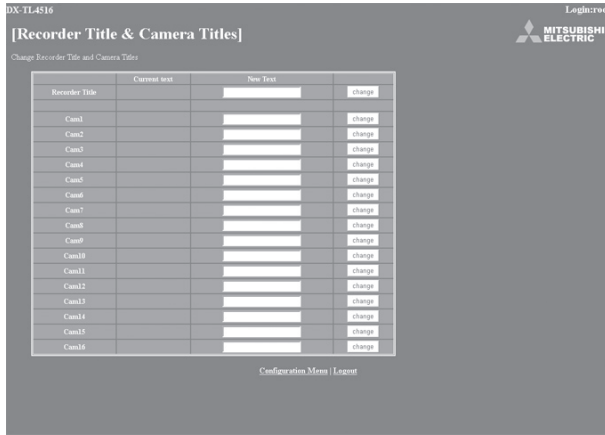 DX-TL4516 Login:roo
[Recorder Title & Camera Titles]
MITSUBISHI
ELECTRIC
Change Recorder Title and Camera Titles
Current text New Text
Recorder Title change
Cam1 change
Cam2 change
Cam3 change
Cam4 change
Cam5 change
Cam6 change
Cam7 change
Cam8 change
Cam9 change
Cam10 change
Cam11 change
Cam12 change
Cam13 change
Cam14 change
Cam15 change
Cam16 change
Configuration Menu | Logout